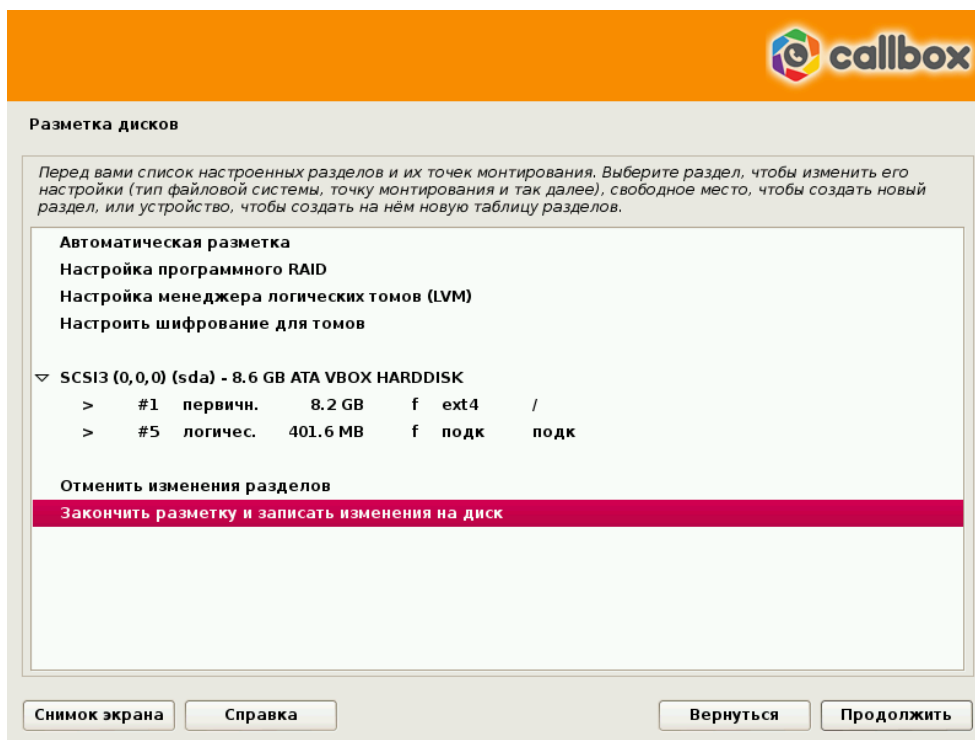 callbox
Разметка дисков
Перед вами список настроенных разделов и их точек монтирования. Выберите раздел, чтобы изменить его
настройки (тип файловой системы, точку монтирования и так далее), свободное место, чтобы создать новый
раздел, или устройство, чтобы создать на нём новую таблицу разделов.
Автоматическая разметка
Настройка программного RAID
Настройка менеджера логических томов (LVM)
Настроить шифрование для томов
SCSI3 (0,0,0) (sda) - 8.6 GB ATA VBOX HARDDISK
> #1 первичн. 8.2 GB f ext4 /
> #5 логичес. 401.6 MB f подк подк
Отменить изменения разделов
Закончить разметку и записать изменения на диск
Снимок экрана Справка Вернуться Продолжить